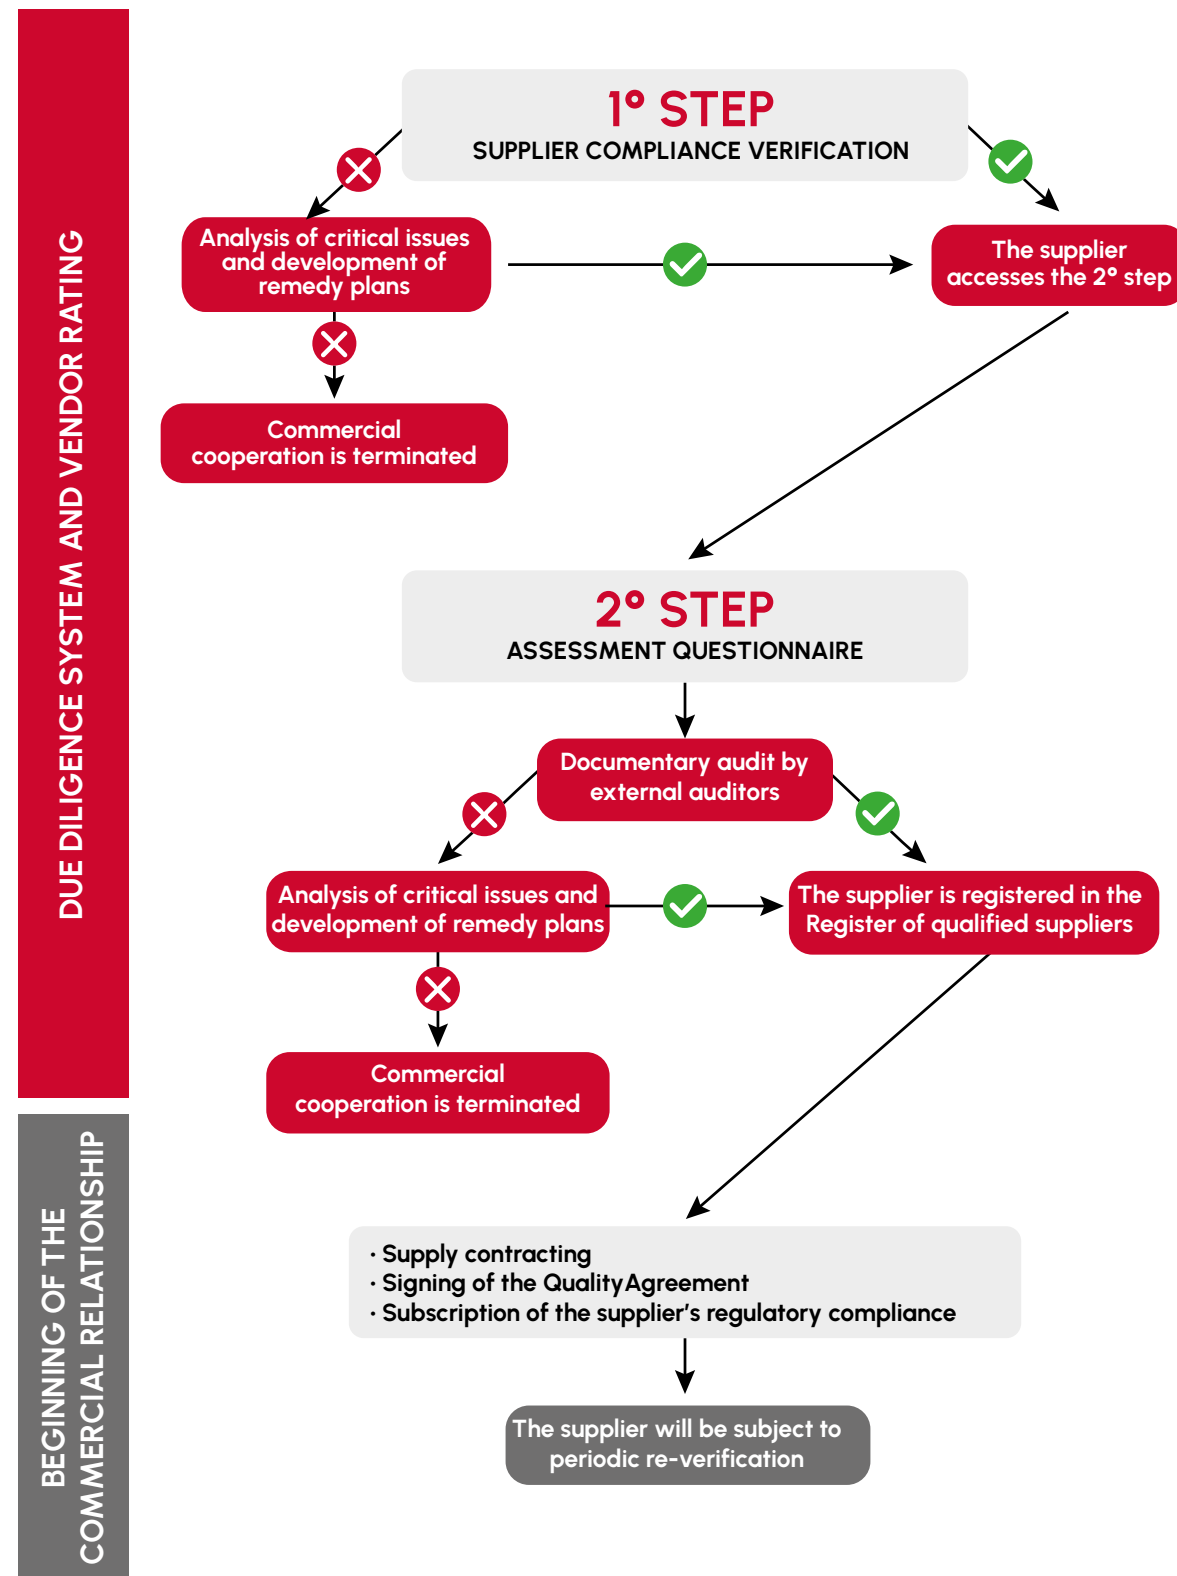 DUE DILIGENCE SYSTEM AND VENDOR RATING
1° STEP
SUPPLIER COMPLIANCE VERIFICATION
Analysis of critical issues
and development of
remedy plans
The supplier
accesses the 2° step
Commercial
cooperation is terminated
2° STEP
ASSESSMENT QUESTIONNAIRE
Documentary audit by
external auditors
Analysis of critical issues and
development of remedy plans
The supplier is registered in the
Register of qualified suppliers
Commercial
cooperation is terminated
BEGINNING OF THE
COMMERCIAL RELATIONSHIP
· Supply contracting
· Signing of the QualityAgreement
· Subscription of the supplier’s regulatory compliance
The supplier will be subject to
periodic re-verification